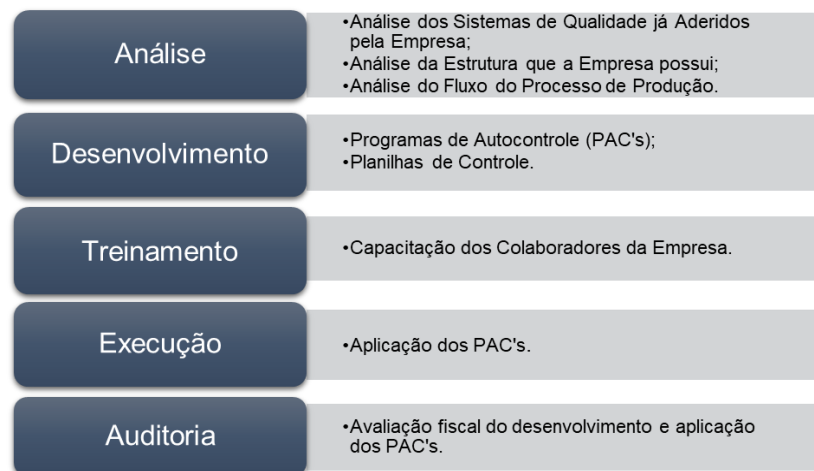 Análise
•Análise dos Sistemas de Qualidade já Aderidos
pela Empresa;
•Análise da Estrutura que a Empresa possui;
•Análise do Fluxo do Processo de Produção.
Desenvolvimento
•Programas de Autocontrole (PAC's);
•Planilhas de Controle.
Treinamento
•Capacitação dos Colaboradores da Empresa.
Execução
•Aplicação dos PAC's.
Auditoria
•Avaliação fiscal do desenvolvimento e aplicação
dos PAC's.